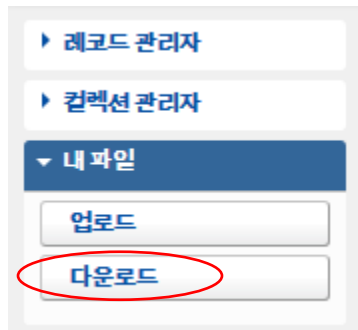 레코드 관리자
컬렉션 관리자
내 파일
업로드
다운로드